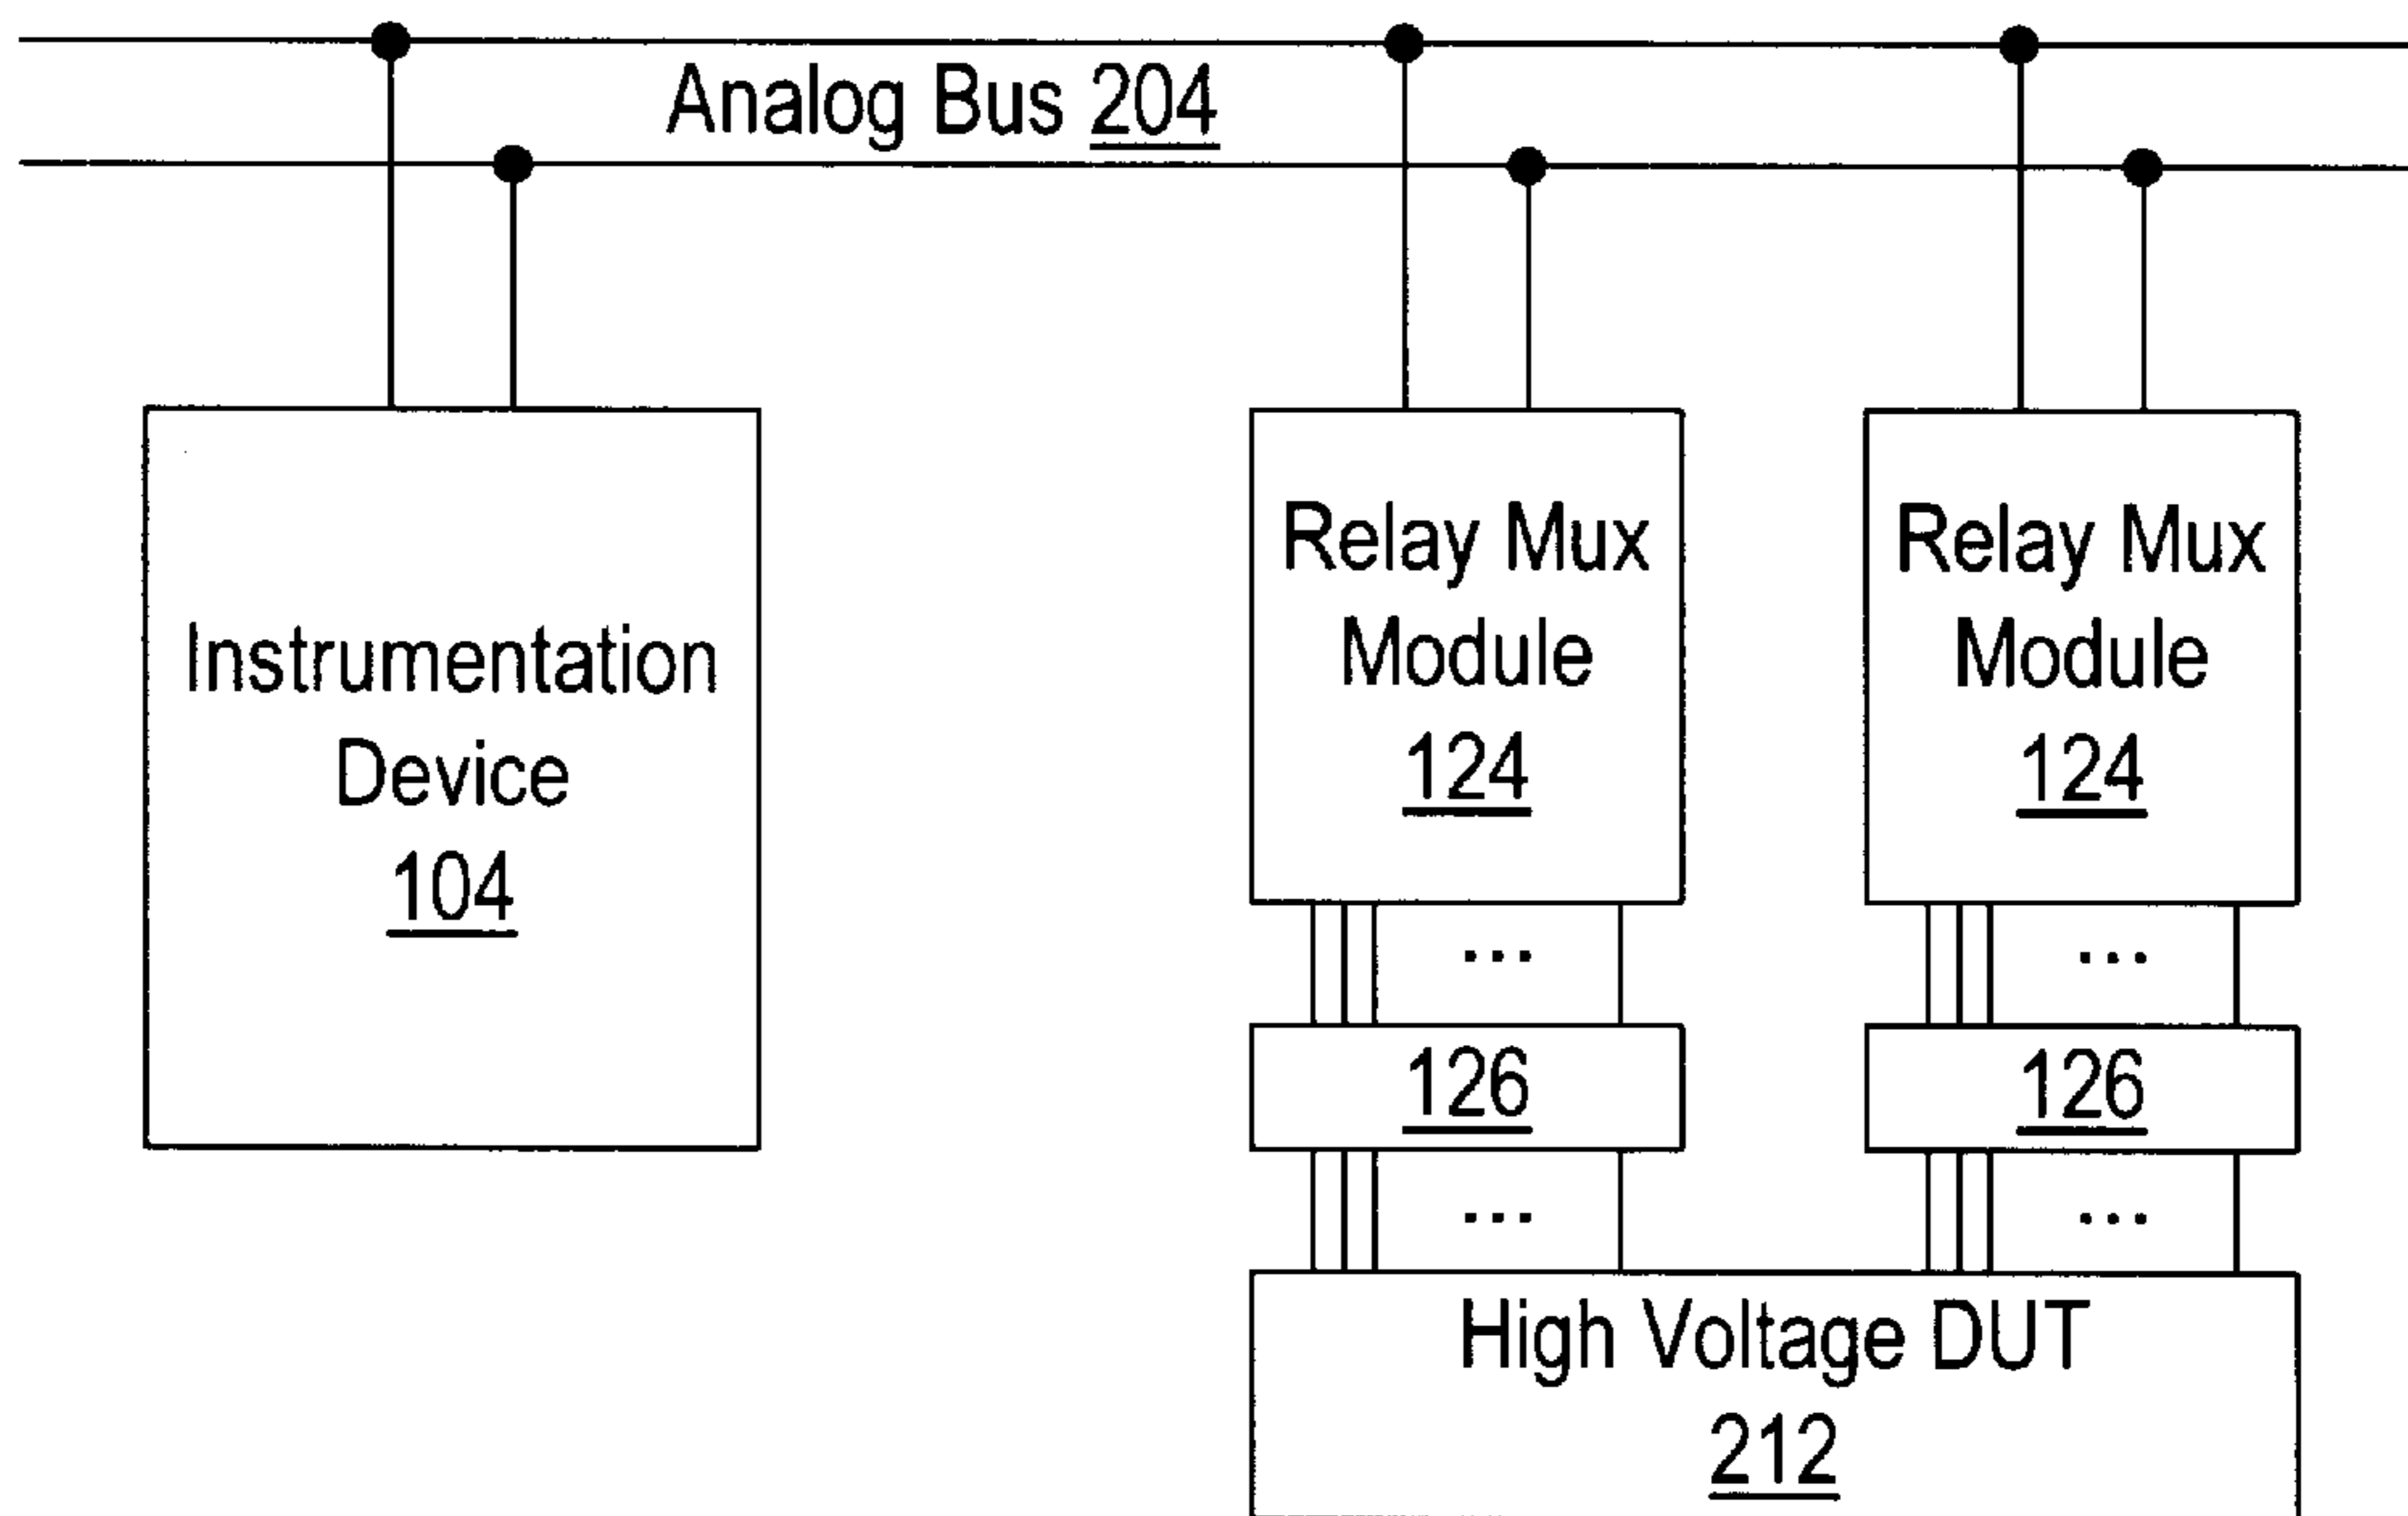 Analog Bus 204
Instrumentation
Device
104
Relay Mux
Module
124
Relay Mux
Module
124
...
...
126
126
...
...
High Voltage DUT
212